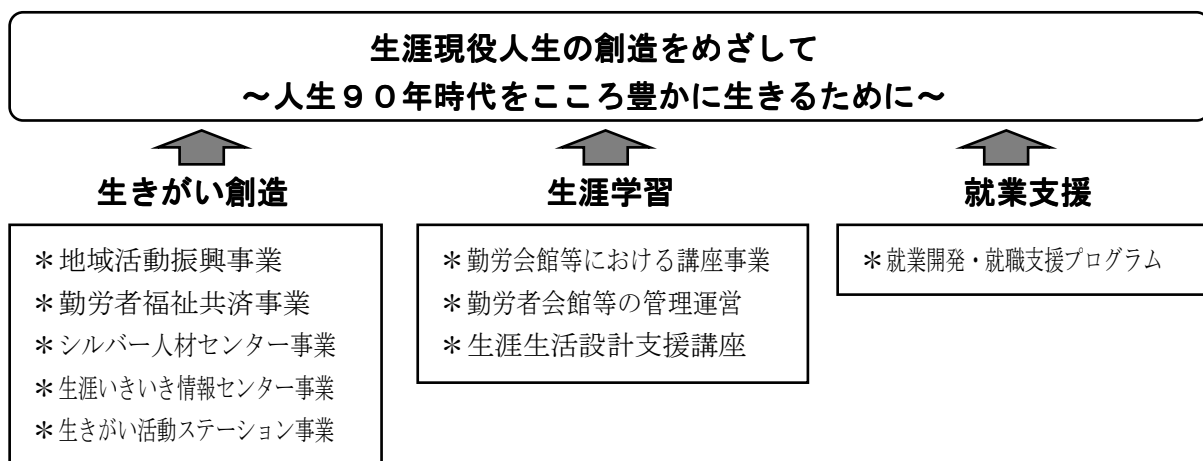 生涯現役人生の創造をめざして
～人生９０年時代をこころ豊かに生きるために～
生きがい創造
＊地域活動振興事業
＊勤労者福祉共済事業
＊シルバー人材センター事業
＊生涯いきいき情報センター事業
＊生きがい活動ステーション事業
生涯学習
＊勤労会館等における講座事業
＊勤労者会館等の管理運営
＊生涯生活設計支援講座
就業支援
＊就業開発・就職支援プログラム